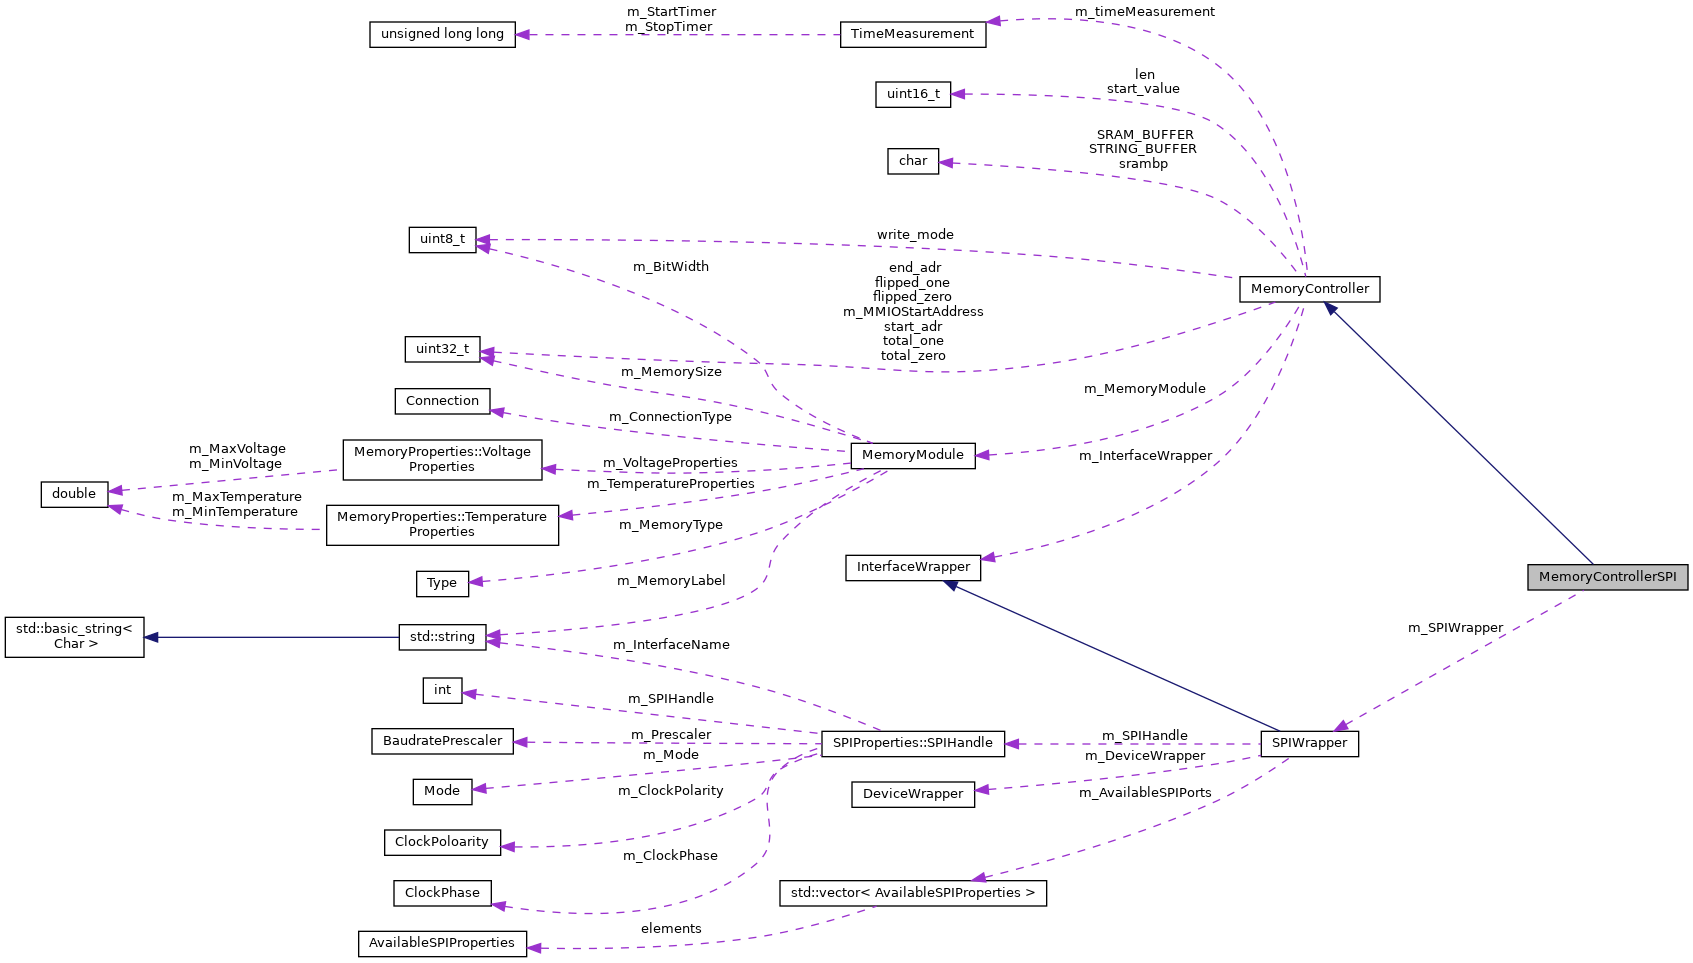 m_StartTimer
m_StopTimer
m_timeMeasurement
unsigned long long
TimeMeasurement
len
start_value
uint16_t
SRAM_BUFFER
STRING_BUFFER
srambp
char
write_mode
uint8_t
m_BitWidth
end_adr
flipped_one
flipped_zero
m_MMIOStartAddress
start_adr
total_one
total_zero
MemoryController
uint32_t
m_MemorySize
m_MemoryModule
Connection
m_ConnectionType
m_MaxVoltage
m_MinVoltage
MemoryProperties::Voltage
Properties
m_VoltageProperties
MemoryModule
m_InterfaceWrapper
double
m_MaxTemperature
m_MinTemperature
m_TemperatureProperties
MemoryProperties::Temperature
Properties
m_MemoryType
Type
m_MemoryLabel
InterfaceWrapper
MemoryControllerSPI
std::basic_string<
Char >
std::string
m_InterfaceName
m_SPIWrapper
int
m_SPIHandle
BaudratePrescaler
m_Prescaler
SPIProperties::SPIHandle
m_SPIHandle
SPIWrapper
m_Mode
m_DeviceWrapper
Mode
m_ClockPolarity
DeviceWrapper
m_AvailableSPIPorts
ClockPoloarity
m_ClockPhase
ClockPhase
std::vector< AvailableSPIProperties >
elements
AvailableSPIProperties